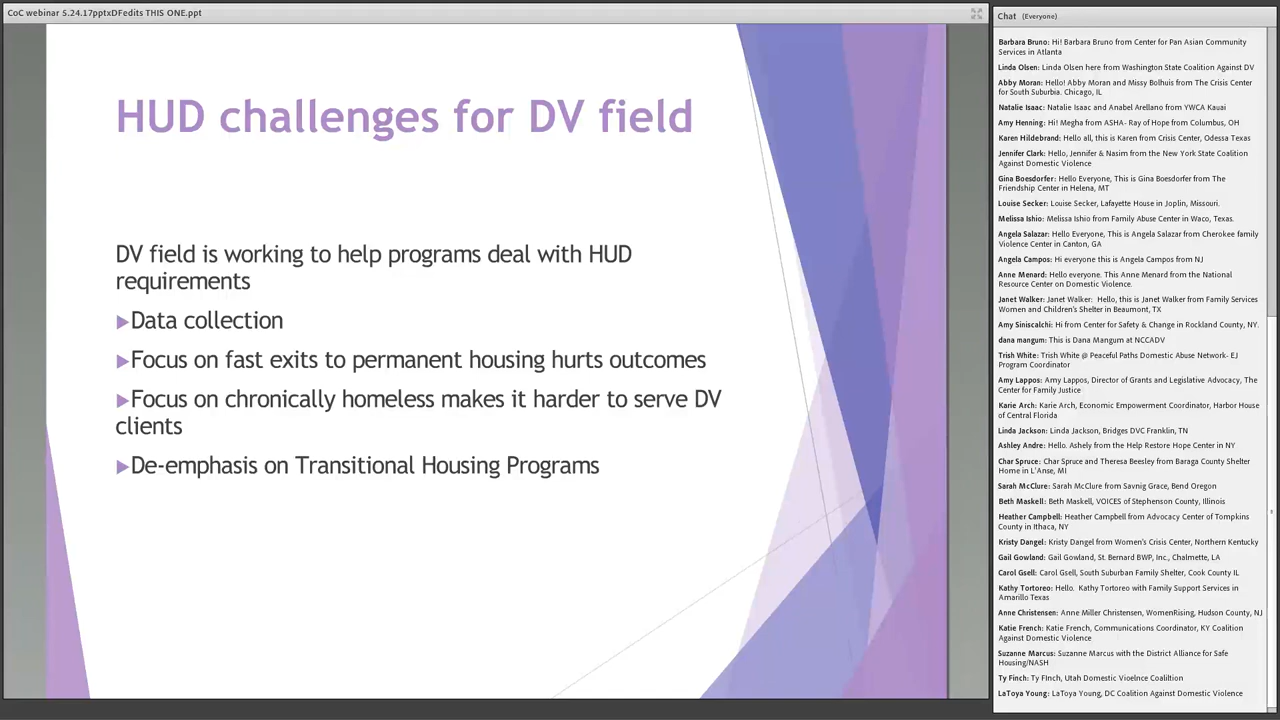 CoC webinar 5.24.17pptxDFedits THIS ONE.ppt
HUD challenges for DV field
DV field is working to help programs deal with HUD
requirements
▶Data collection
▶Focus on fast exits to permanent housing hurts outcomes
▶Focus on chronically homeless makes it harder to serve DV
clients
▶De-emphasis on Transitional Housing Programs
Chat (Everyone)
Barbara Bruno: Hi! Barbara Bruno from Center for Pan Asian Community
Services in Atlanta
Linda Olsen: Linda Olsen here from Washington State Coalition Against DV
Abby Moran: Hello! Abby Moran and Missy Bolhuis from The Crisis Center
for South Suburbia. Chicago, IL
Natalie Isaac: Natalie Isaac and Anabel Arellano from YWCA Kauai
Amy Henning: Hi! Megha from ASHA- Ray of Hope from Columbus, OH
Karen Hildebrand: Hello all, this is Karen from Crisis Center, Odessa Texas
Jennifer Clark: Hello, Jennifer & Nasim from the New York State Coalition
Against Domestic Violence
Gina Boesdorfer: Hello Everyone, This is Gina Boesdorfer from The
Friendship Center in Helena, MT
Louise Secker: Louise Secker, Lafayette House in Joplin, Missouri.
Melissa Ishio: Melissa Ishio from Family Abuse Center in Waco, Texas.
Angela Salazar: Hello Everyone, This is Angela Salazar from Cherokee family
Violence Center in Canton, GA
Angela Campos: Hi everyone this is Angela Campos from NJ
Anne Menard: Hello everyone. This Anne Menard from the National
Resource Center on Domestic Violence.
Janet Walker: Janet Walker: Hello, this is Janet Walker from Family Services
Women and Children's Shelter in Beaumont, TX
Amy Siniscalchi: Hi from Center for Safety & Change in Rockland County, NY.
dana mangum: This is Dana Mangum at NCCADV
Trish White: Trish White @ Peaceful Paths Domestic Abuse Network- EJ
Program Coordinator
Amy Lappos: Amy Lappos, Director of Grants and Legislative Advocacy, The
Center for Family Justice
Karie Arch: Karie Arch, Economic Empowerment Coordinator, Harbor House
of Central Florida
Linda Jackson: Linda Jackson, Bridges DVC Franklin, TN
Ashley Andre: Hello. Ashely from the Help Restore Hope Center in NY
Char Spruce: Char Spruce and Theresa Beesley from Baraga County Shelter
Home in L'Anse, MI
Sarah McClure: Sarah McClure from Savnig Grace, Bend Oregon
Beth Maskell: Beth Maskell, VOICES of Stephenson County, Illinois
Heather Campbell: Heather Campbell from Advocacy Center of Tompkins
County in Ithaca, NY
Kristy Dangel: Kristy Dangel from Women's Crisis Center, Northern Kentucky
Gail Gowland: Gail Gowland, St. Bernard BWP, Inc., Chalmette, LA
Carol Gsell: Carol Gsell, South Suburban Family Shelter, Cook County IL
Kathy Tortoreo: Hello. Kathy Tortoreo with Family Support Services in
Amarillo Texas
Anne Christensen: Anne Miller Christensen, WomenRising, Hudson County, NJ
Katie French: Katie French, Communications Coordinator, KY Coalition
Against Domestic Violence
Suzanne Marcus: Suzanne Marcus with the District Alliance for Safe
Housing/NASH
Ty Finch: Ty FInch, Utah Domestic Vioelnce Coaliltion
LaToya Young: LaToya Young, DC Coalition Against Domestic Violence